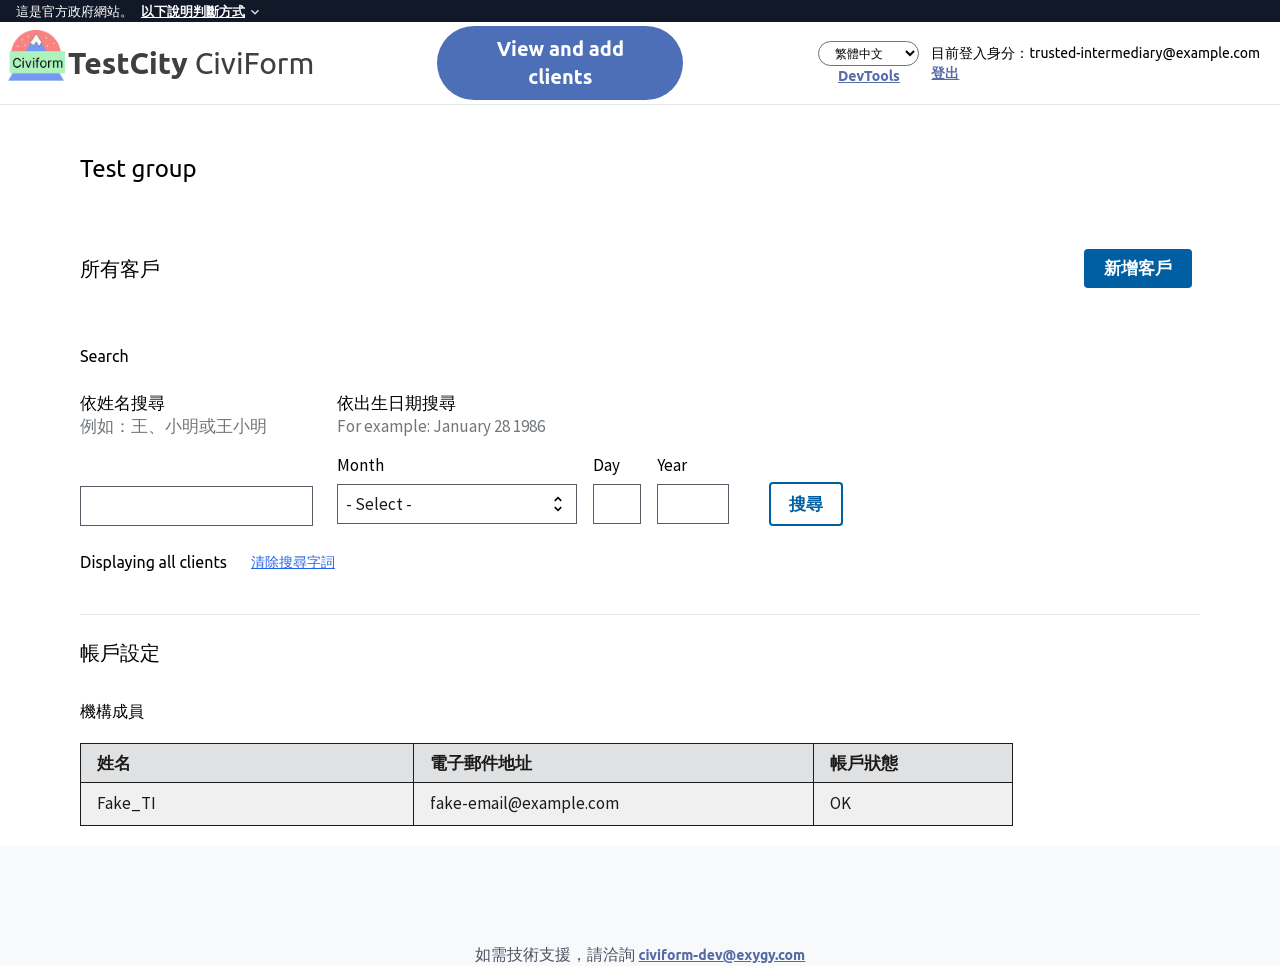 這是官方政府網站。 以下說明判斷方式
Civiform
TestCity CiviForm
View and add
clients
繁體中文
DevTools
目前登入身分：trusted-intermediary@example.com
登出
Test group
所有客戶
新增客戶
Search
依姓名搜尋
例如：王、小明或王小明
依出生日期搜尋
For example: January 28 1986
Month
Day
Year
- Select -
搜尋
Displaying all clients
清除搜尋字詞
帳戶設定
機構成員
姓名 電子郵件地址 帳戶狀態
Fake_TI fake-email@example.com OK
如需技術支援，請洽詢 civiform-dev@exygy.com